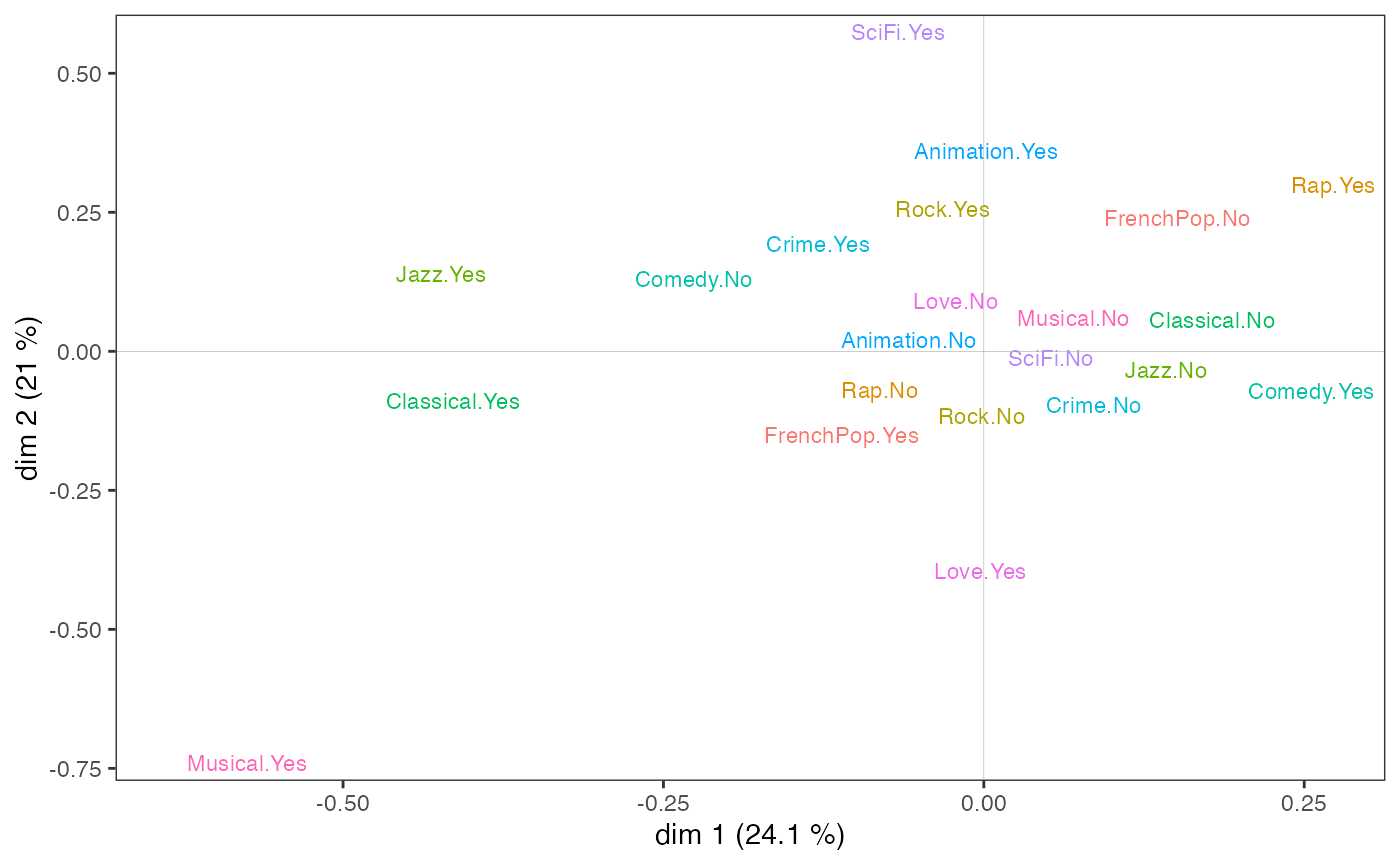 SciFi.Yes
0.50
Animation.Yes
Rap.Yes
Rock.Yes
FrenchPop.No
0.25
Crime.Yes
Jazz.Yes
Comedy.No
Love.No
Musical.No
Classical.No
Animation.No
0.00
SciFi.No
Jazz.No
Rap.No
Comedy.Yes
Classical.Yes
Crime.No
Rock.No
FrenchPop.Yes
dim 2 (21 %)
-0.25
Love.Yes
-0.50
Musical.Yes
-0.75
-0.50 -0.25 0.00 0.25
dim 1 (24.1 %)